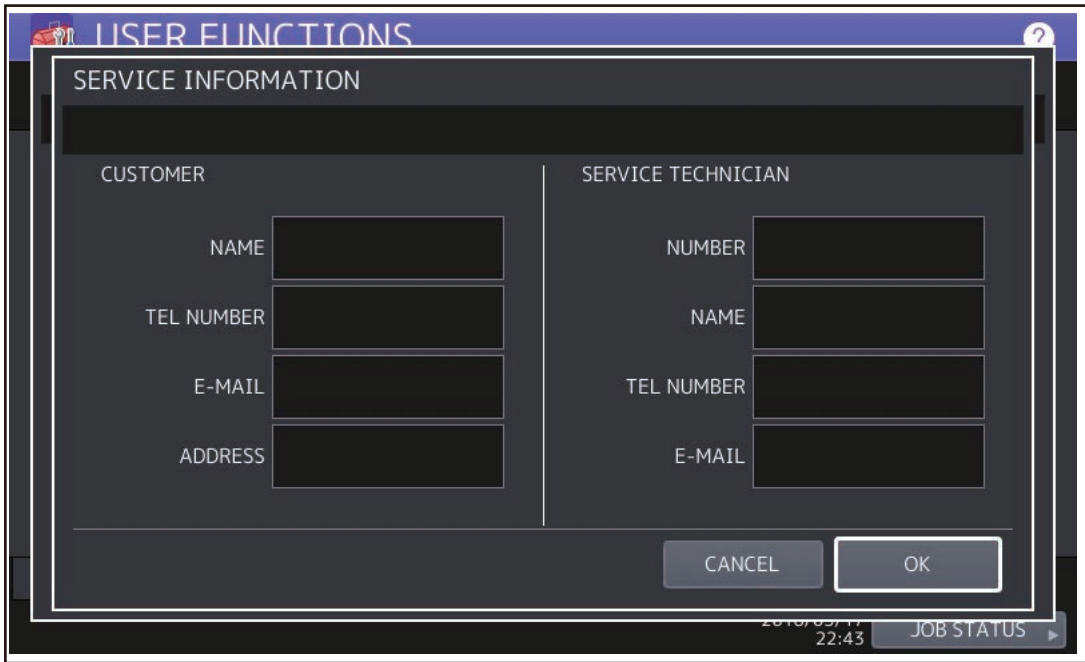 USER FUNCTIONS
?
SERVICE INFORMATION
CUSTOMER
NAME
TEL NUMBER
E-MAIL
ADDRESS
SERVICE TECHNICIAN
NUMBER
NAME
TEL NUMBER
E-MAIL
CANCEL
OK
22:43
JOB STATUS